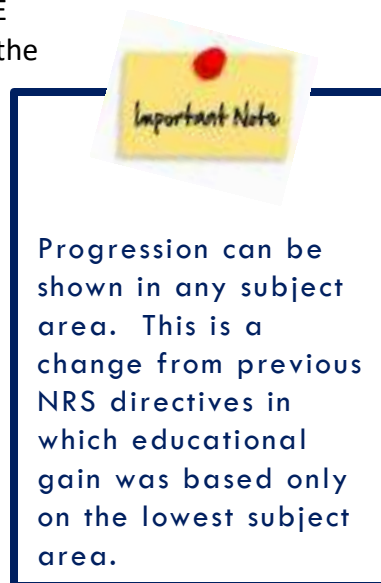 E
the
Important Note
Progression can be
shown in any subject
area. This is a
change from previous
NRS directives in
which educational
gain was based only
on the lowest subject
area.